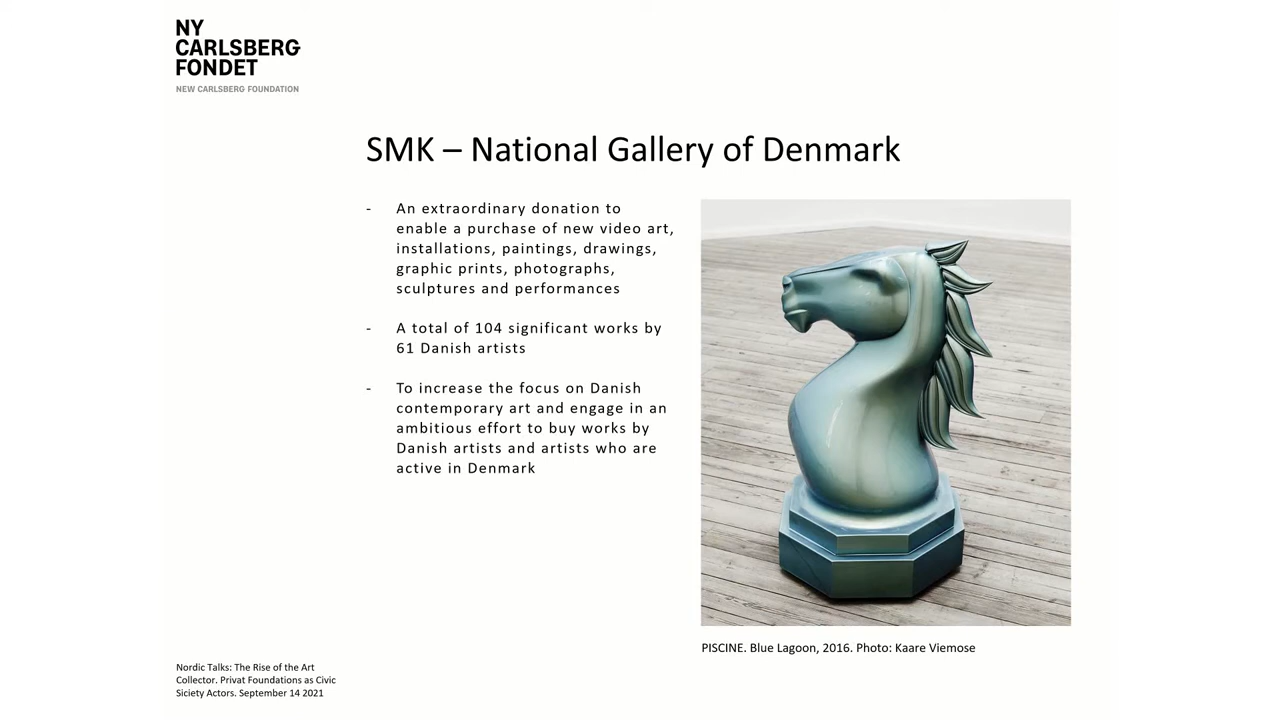 NY
CARLSBERG
FONDET
NEW CARLSBERG FOUNDATION
SMK – National Gallery of Denmark
- An extraordinary donation to
enable a purchase of new video art,
installations, paintings, drawings,
graphic prints, photographs,
sculptures and performances
- A total of 104 significant works by
61 Danish artists
- To increase the focus on Danish
contemporary art and engage in an
ambitious effort to buy works by
Danish artists and artists who are
active in Denmark
PISCINE. Blue Lagoon, 2016. Photo: Kaare Viemose
Nordic Talks: The Rise of the Art
Collector. Privat Foundations as Civic
Siciety Actors. September 14 2021